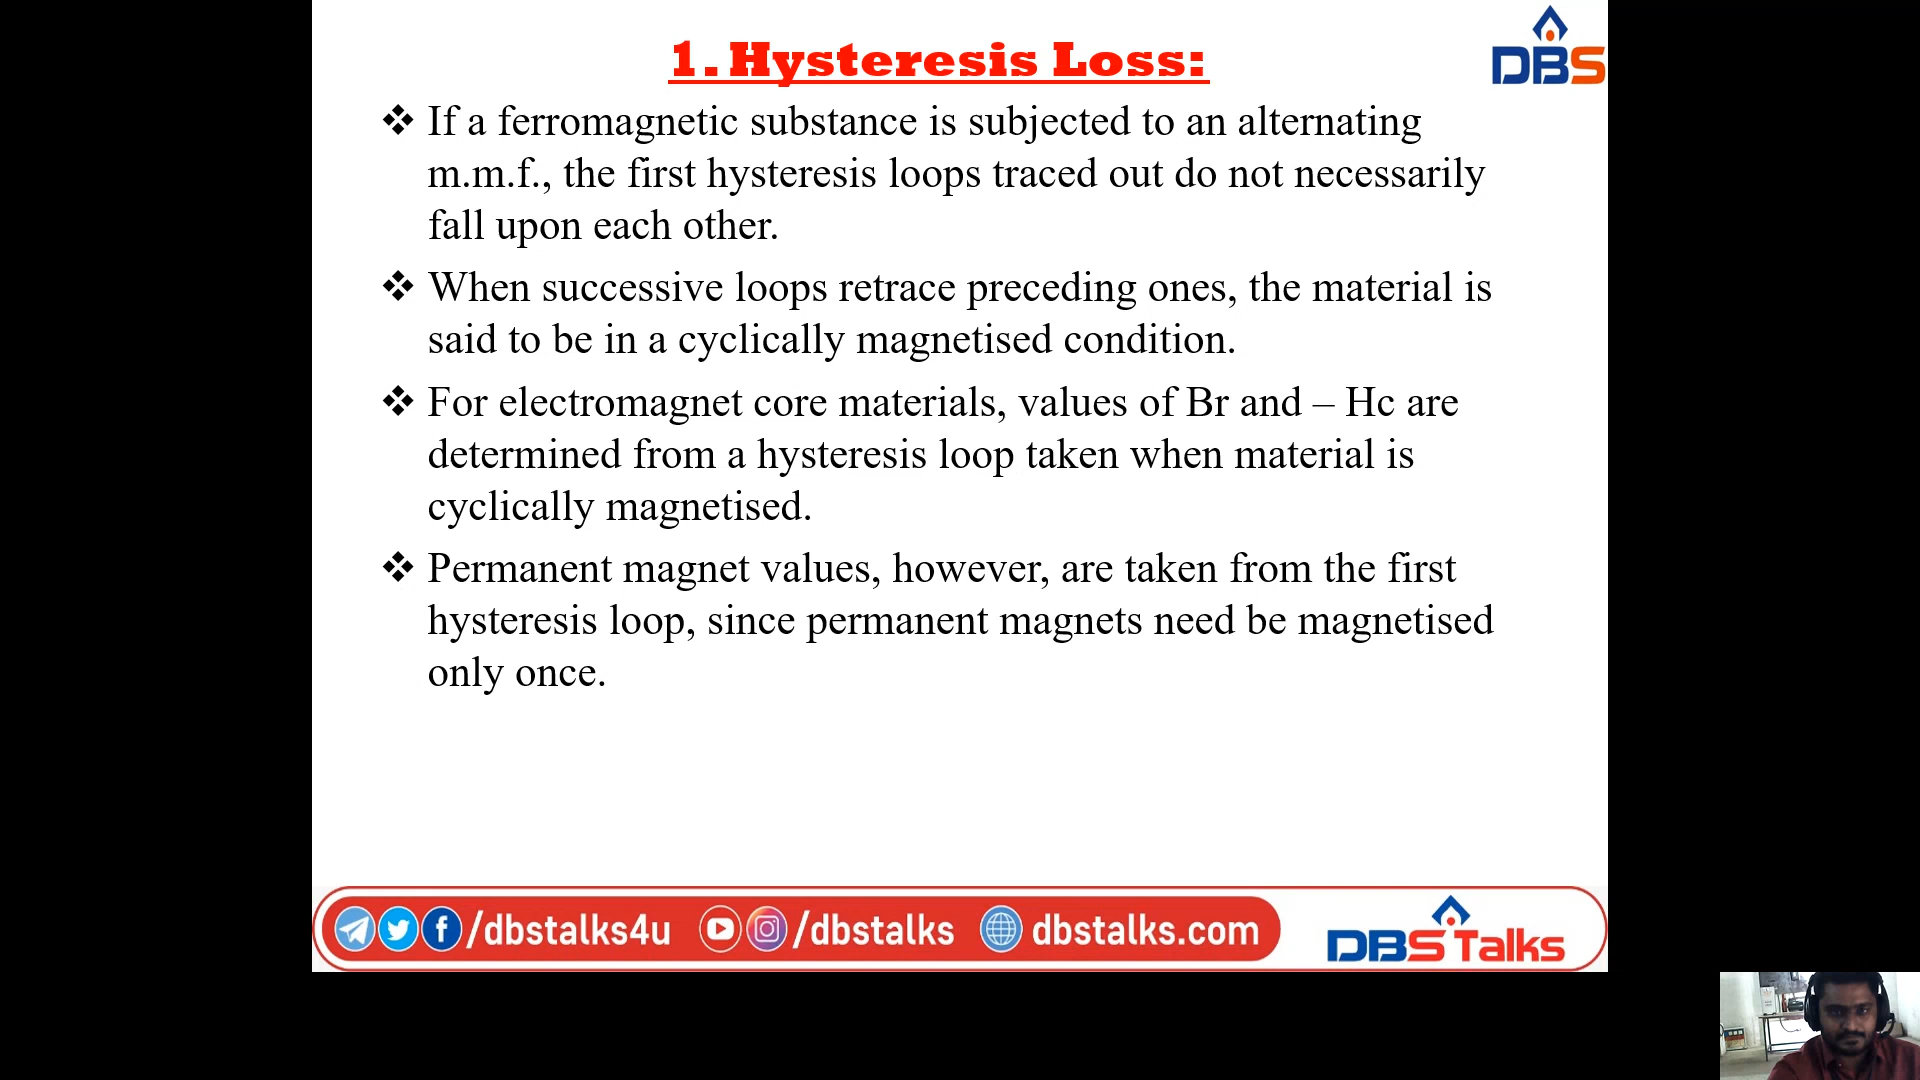 1. Hysteresis Loss:
DBS
❖ If a ferromagnetic substance is subjected to an alternating
m.m.f., the first hysteresis loops traced out do not necessarily
fall upon each other.
❖ When successive loops retrace preceding ones, the material is
said to be in a cyclically magnetised condition.
❖ For electromagnet core materials, values of Br and – Hc are
determined from a hysteresis loop taken when material is
cyclically magnetised.
❖ Permanent magnet values, however, are taken from the first
hysteresis loop, since permanent magnets need be magnetised
only once.
/dbstalks4u /dbstalks dbstalks.com
DBS Talks